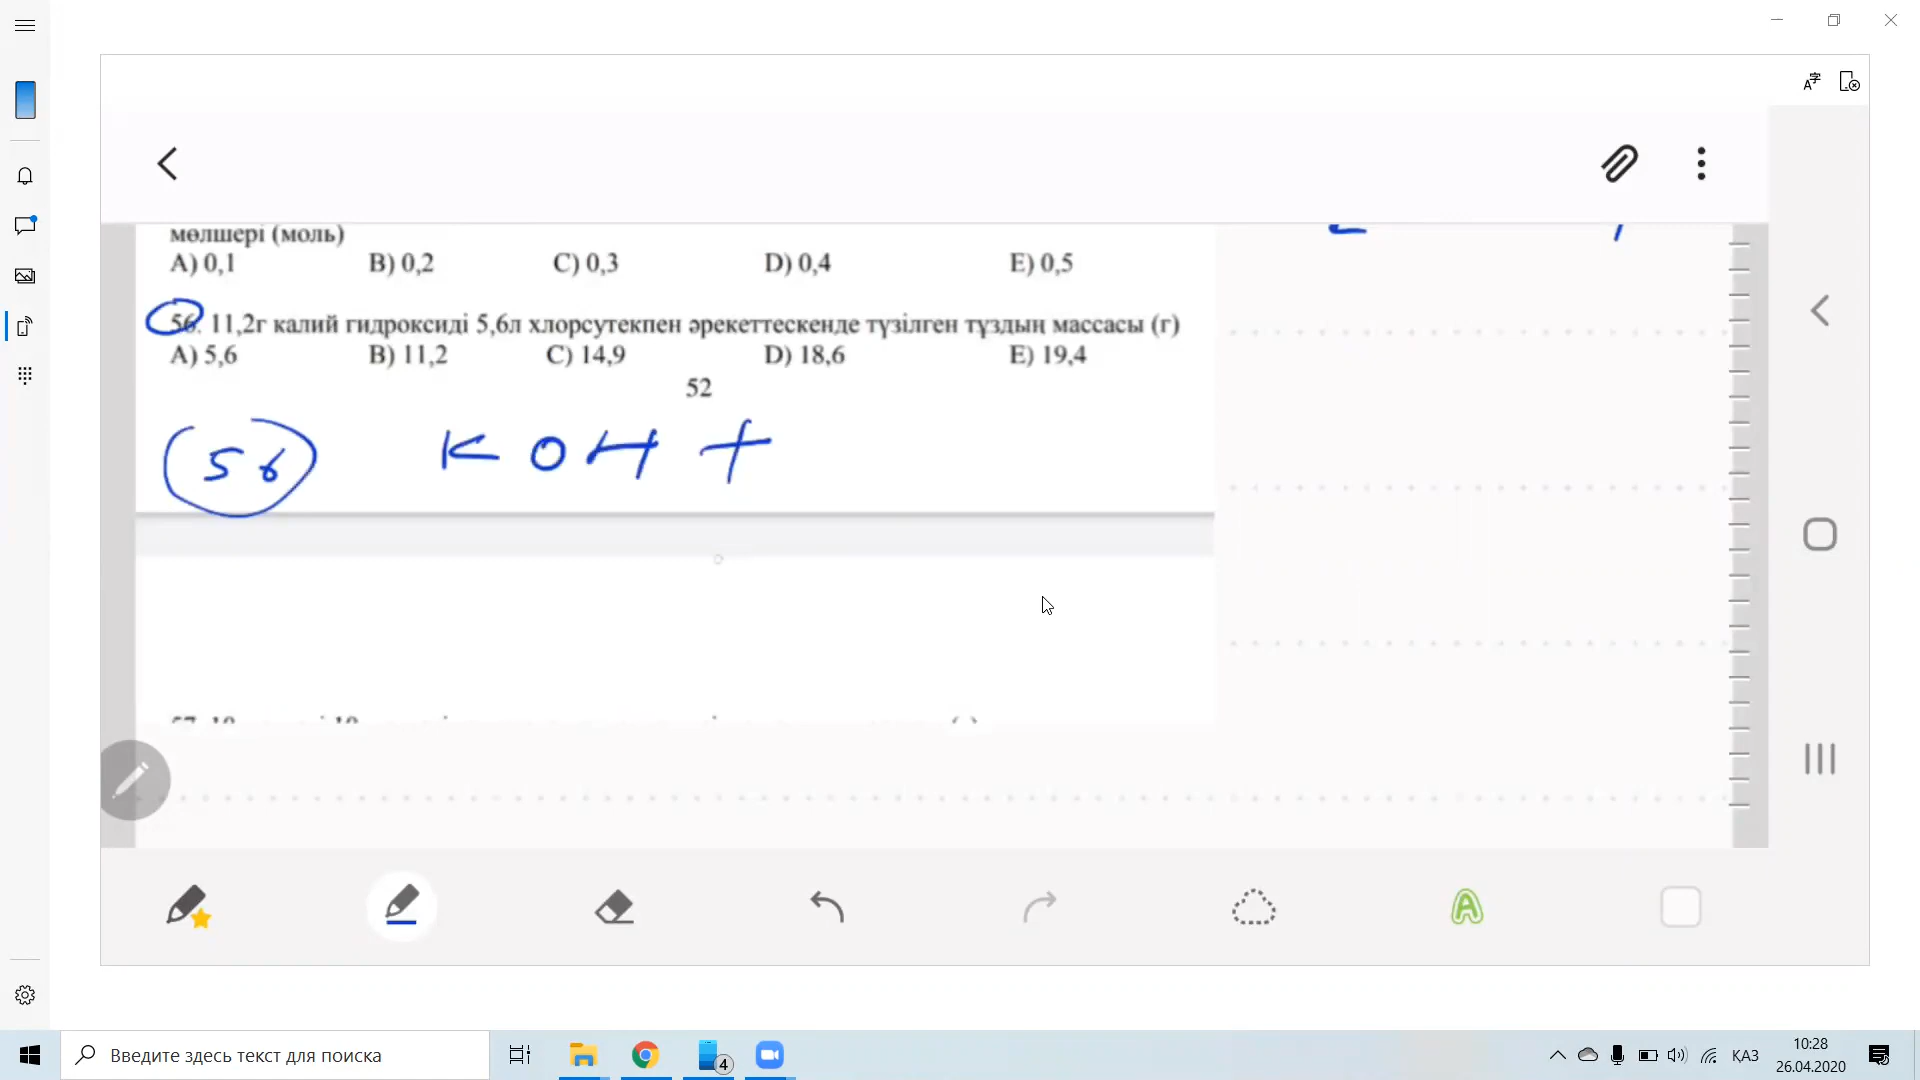 мөлшері (моль)
A) 0,1 B) 0,2 C) 0,3 D) 0,4 E) 0,5
56. 11,2г калий гидроксиді 5,6л хлорсутекпен әрекеттескенде түзілген тұздың массасы (г)
A) 5,6 B) 11,2 C) 14,9 D) 18,6 E) 19,4
52
56 KOH +
Введите здесь текст для поиска
4
ҚАЗ
10:28
26.04.2020